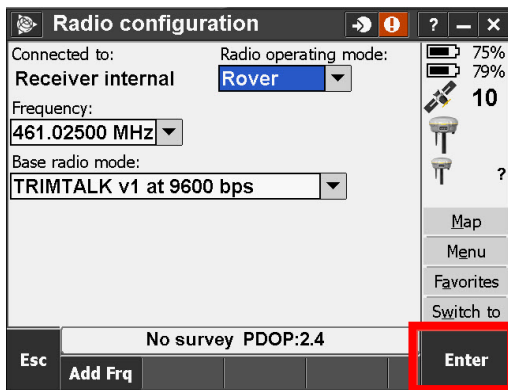 Radio configuration
? – X
Connected to:
Radio operating mode:
Receiver internal
Rover
Frequency:
461.02500 MHz
Base radio mode:
TRIMTALK v1 at 9600 bps
75%
79%
10
?
Map
Menu
Favorites
Switch to
No survey PDOP:2.4
Esc
Add Frq
Enter